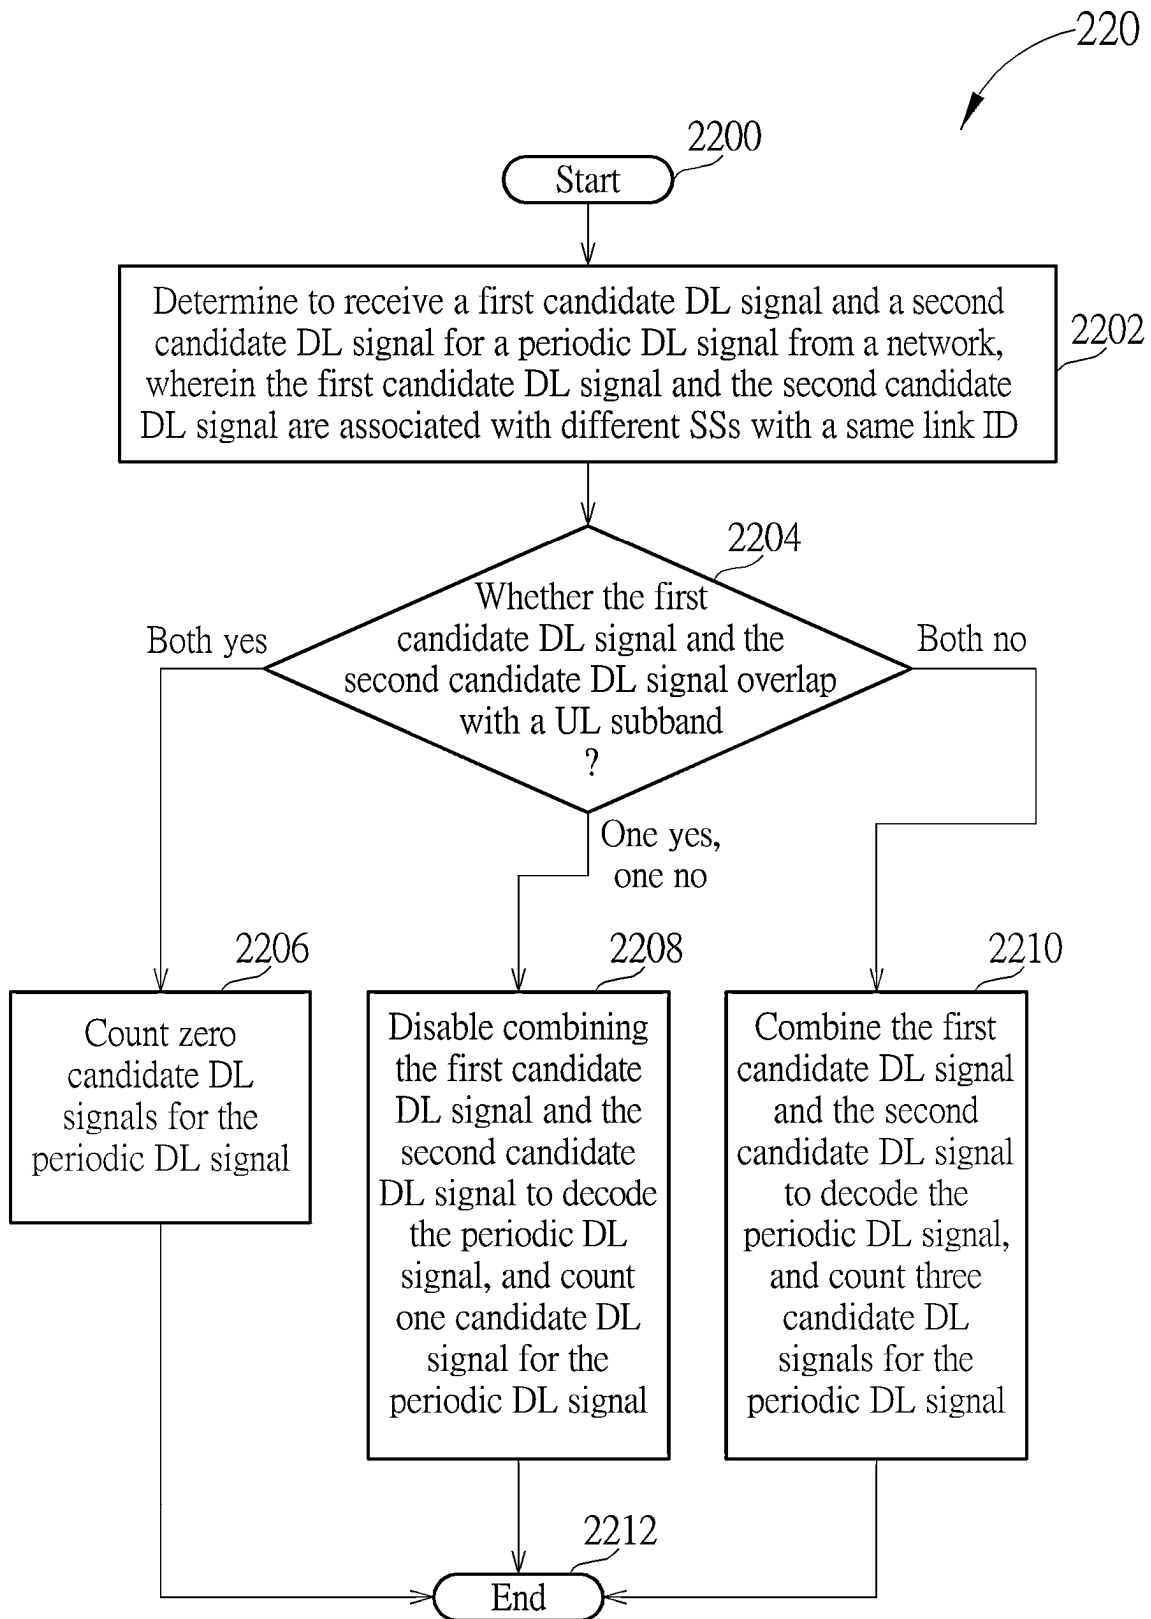 220
2200
Start
Determine to receive a first candidate DL signal and a second
candidate DL signal for a periodic DL signal from a network,
wherein the first candidate DL signal and the second candidate
DL signal are associated with different SSs with a same link ID
2202
2204
Whether the first
candidate DL signal and the
second candidate DL signal overlap
with a UL subband
?
Both yes
Both no
One yes,
one no
2206
Count zero
candidate DL
signals for the
periodic DL signal
2208
Disable combining
the first candidate
DL signal and the
second candidate
DL signal to decode
the periodic DL
signal, and count
one candidate DL
signal for the
periodic DL signal
2210
Combine the first
candidate DL signal
and the second
candidate DL signal
to decode the
periodic DL signal,
and count three
candidate DL
signals for the
periodic DL signal
2212
End